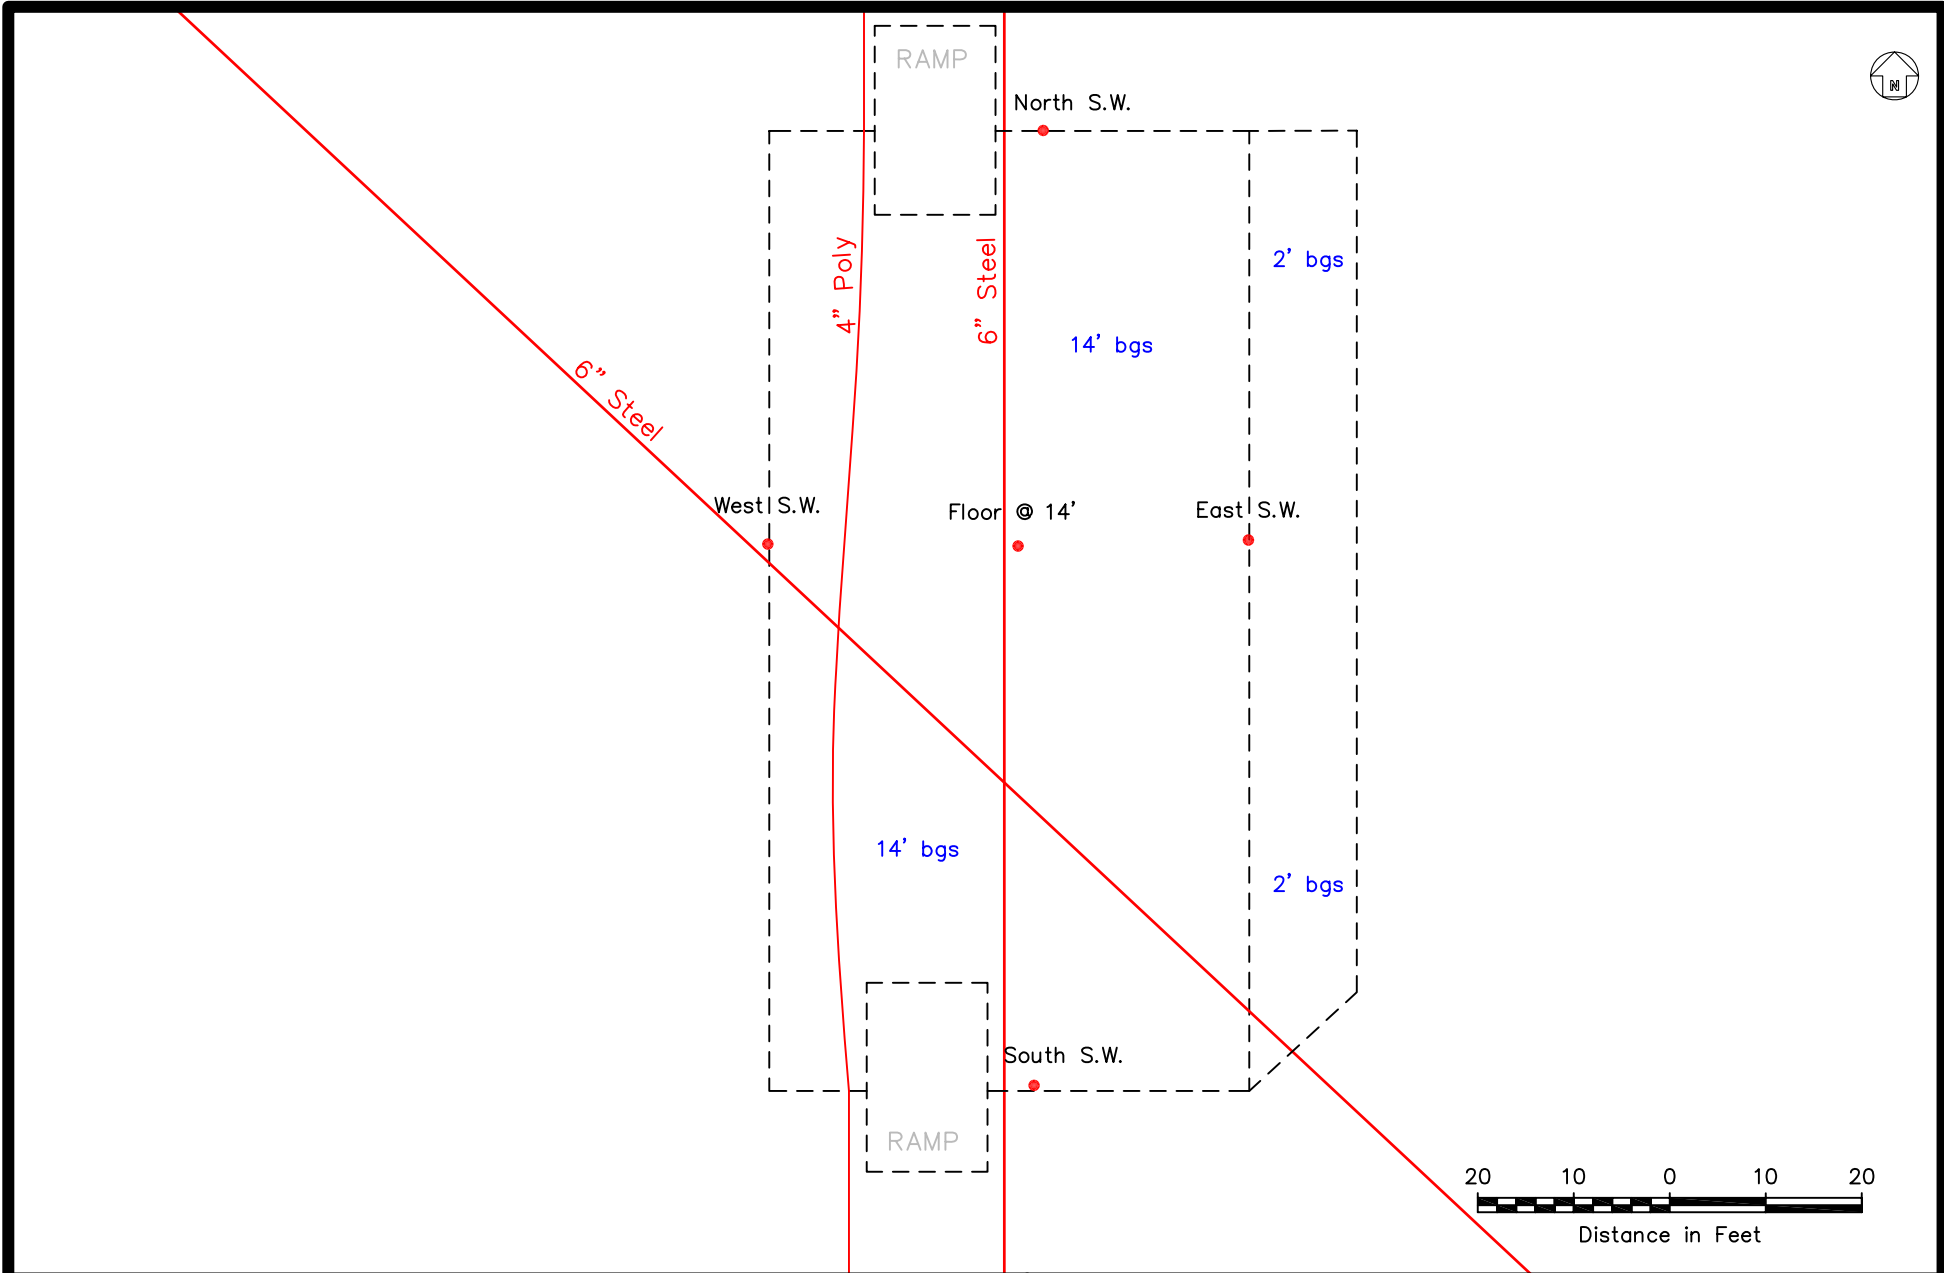 RAMP
N
North S.W.
4" Poly
6" Steel
2' bgs
14' bgs
6" Steel
West S.W.
Floor @ 14'
East S.W.
14' bgs
2' bgs
South S.W.
RAMP
20 10 0 10 20
Distance in Feet